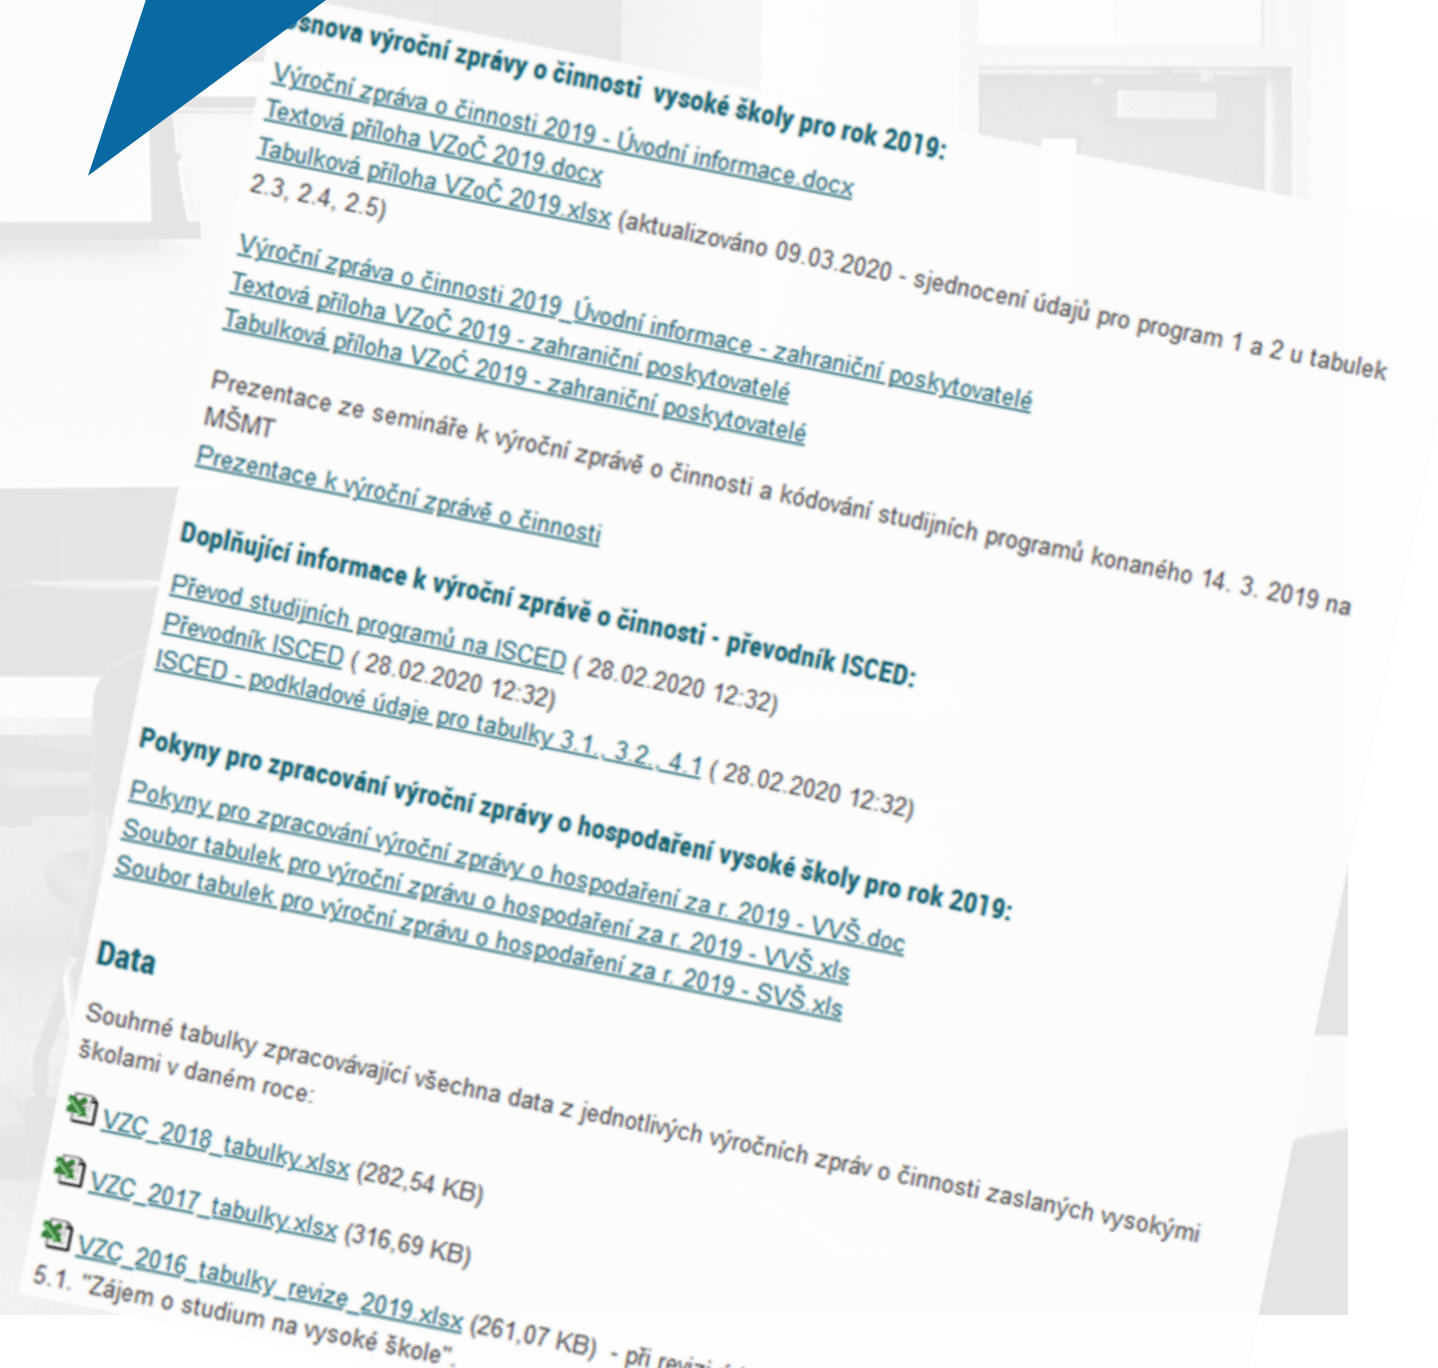 snova výroční zprávy o činnosti vysoké školy pro rok 2019:
Výroční zpráva o činnosti 2019 - Úvodní informace.docx
Textová příloha VZoČ 2019.docx
Tabulková příloha VZoČ 2019.xlsx (aktualizováno 09.03.2020 - sjednocení údajů pro program 1 a 2 u tabulek
2.3, 2.4, 2.5)
Výroční zpráva o činnosti 2019_Úvodní informace - zahraniční poskytovatelé
Textová příloha VZoČ 2019 - zahraniční poskytovatelé
Tabulková příloha VZoČ 2019 - zahraniční poskytovatelé
Prezentace ze semináře k výroční zprávě o činnosti a kódování studijních programů konaného 14. 3. 2019 na
MŠMT
Prezentace k výroční zprávě o činnosti
Doplňující informace k výroční zprávě o činnosti - převodník ISCED:
Převod studijních programů na ISCED ( 28.02.2020 12:32)
Převodník ISCED ( 28.02.2020 12:32)
ISCED - podkladové údaje pro tabulky 3.1., 3.2., 4.1 ( 28.02.2020 12:32)
Pokyny pro zpracování výroční zprávy o hospodaření vysoké školy pro rok 2019:
Pokyny pro zpracování výroční zprávy o hospodaření za r. 2019 - VVŠ.doc
Soubor tabulek pro výroční zprávu o hospodaření za r. 2019 - VVŠ.xls
Soubor tabulek pro výroční zprávu o hospodaření za r. 2019 - SVŠ.xls
Data
Souhrné tabulky zpracovávající všechna data z jednotlivých výročních zpráv o činnosti zaslaných vysokými
školami v daném roce:
VZC_2018_tabulky.xlsx (282,54 KB)
VZC_2017_tabulky.xlsx (316,69 KB)
VZC_2016_tabulky_revize_2019.xlsx (261,07 KB) - při
5.1. "Zájem o studium na vysoké škole".